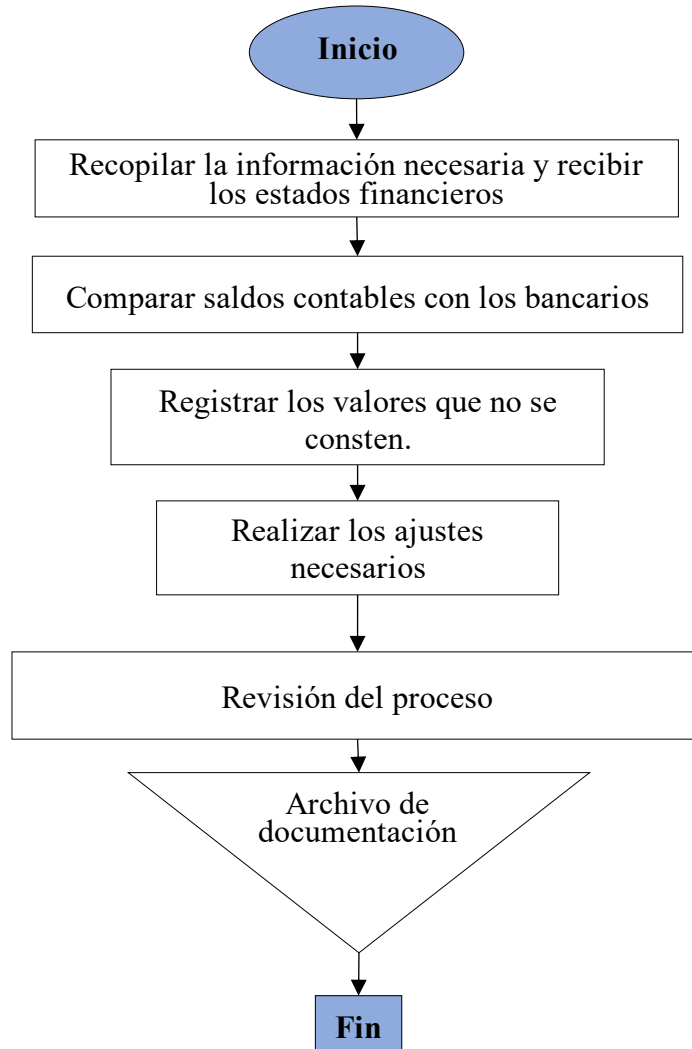 Inicio
Recopilar la información necesaria y recibir
los estados financieros
Comparar saldos contables con los bancarios
Registrar los valores que no se
consten.
Realizar los ajustes
necesarios
Revisión del proceso
Archivo de
documentación
Fin